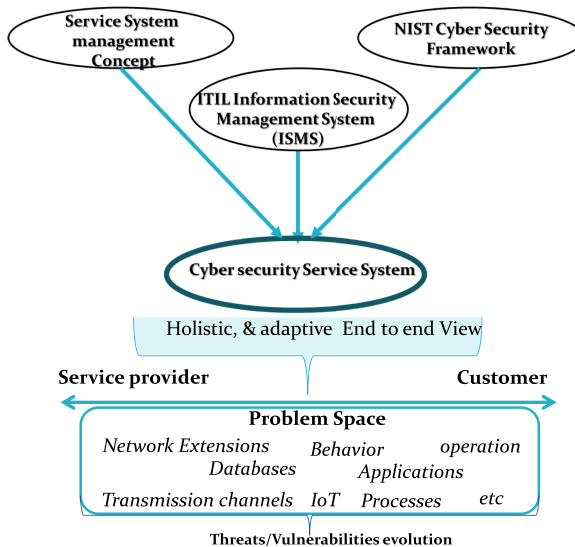 Service System
management
Concept
NIST Cyber Security
Framework
ITIL Information Security
Management System
(ISMS)
Cyber security Service System
Holistic, & adaptive End to end View
Service provider
Customer
Problem Space
Network Extensions Behavior operation
Databases Applications
Transmission channels IoT Processes etc
Threats/Vulnerabilities evolution